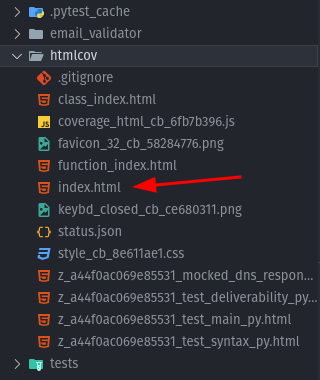 .pytest_cache
email_validator
htmlcov
.gitignore
class_index.html
JS coverage_html_cb_6fb7b396.js
favicon_32_cb_58284776.png
function_index.html
index.html
keybd_closed_cb_ce680311.png
status.json
style_cb_8e611ae1.css
z_a44f0ac069e85531_mocked_dns_respon...
z_a44f0ac069e85531_test_deliverability_py...
z_a44f0ac069e85531_test_main_py.html
z_a44f0ac069e85531_test_syntax_py.html
tests